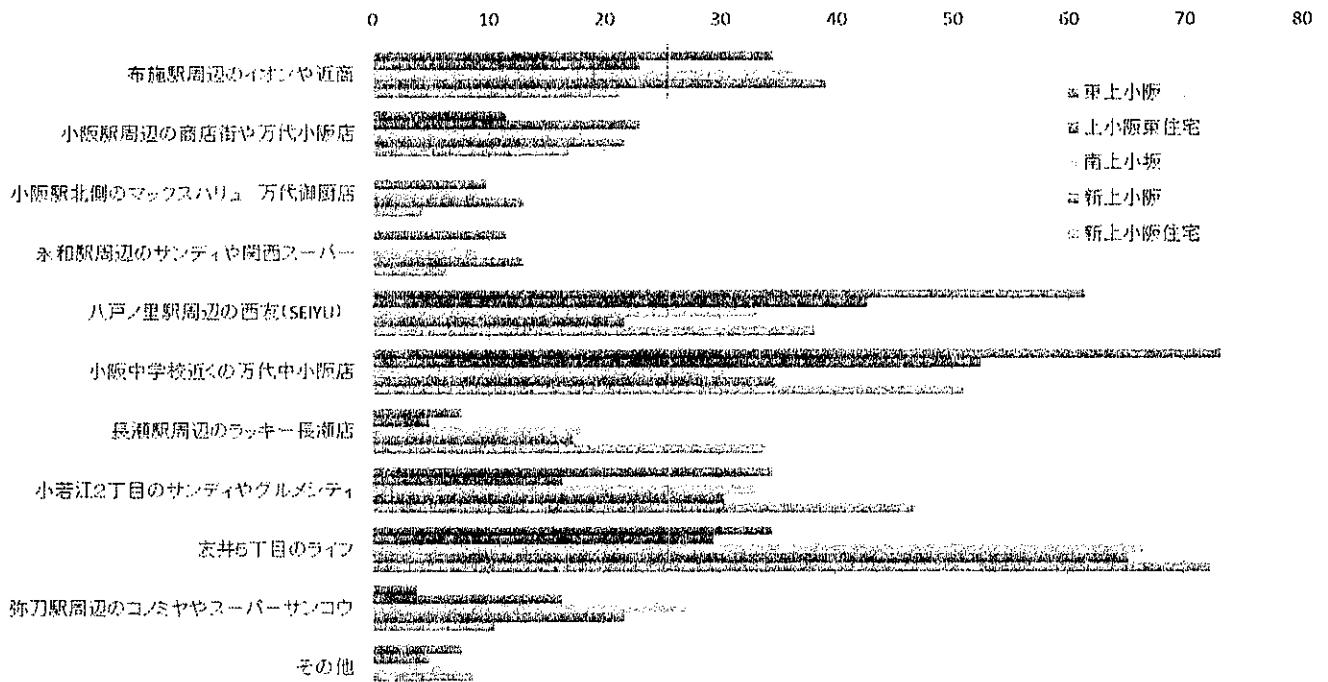 0 10 20 30 40 50 60 70 80
布施駅周辺のイオンや近商
小阪駅周辺の商店街や万代小阪店
小阪駅北側のマックスバリュ 万代御厨店
永和駅周辺のサンディや関西スーパー
八戸ノ里駅周辺の西友(SEIYU)
小阪中学校近くの万代中小阪店
長瀬駅周辺のラッキー長瀬店
小若江2丁目のサンディやグルメシティ
友井5丁目のライフ
弥刀駅周辺のコノミヤやスーパーサンコウ
その他
東上小阪
上小阪東住宅
南上小坂
新上小阪
新上小阪住宅